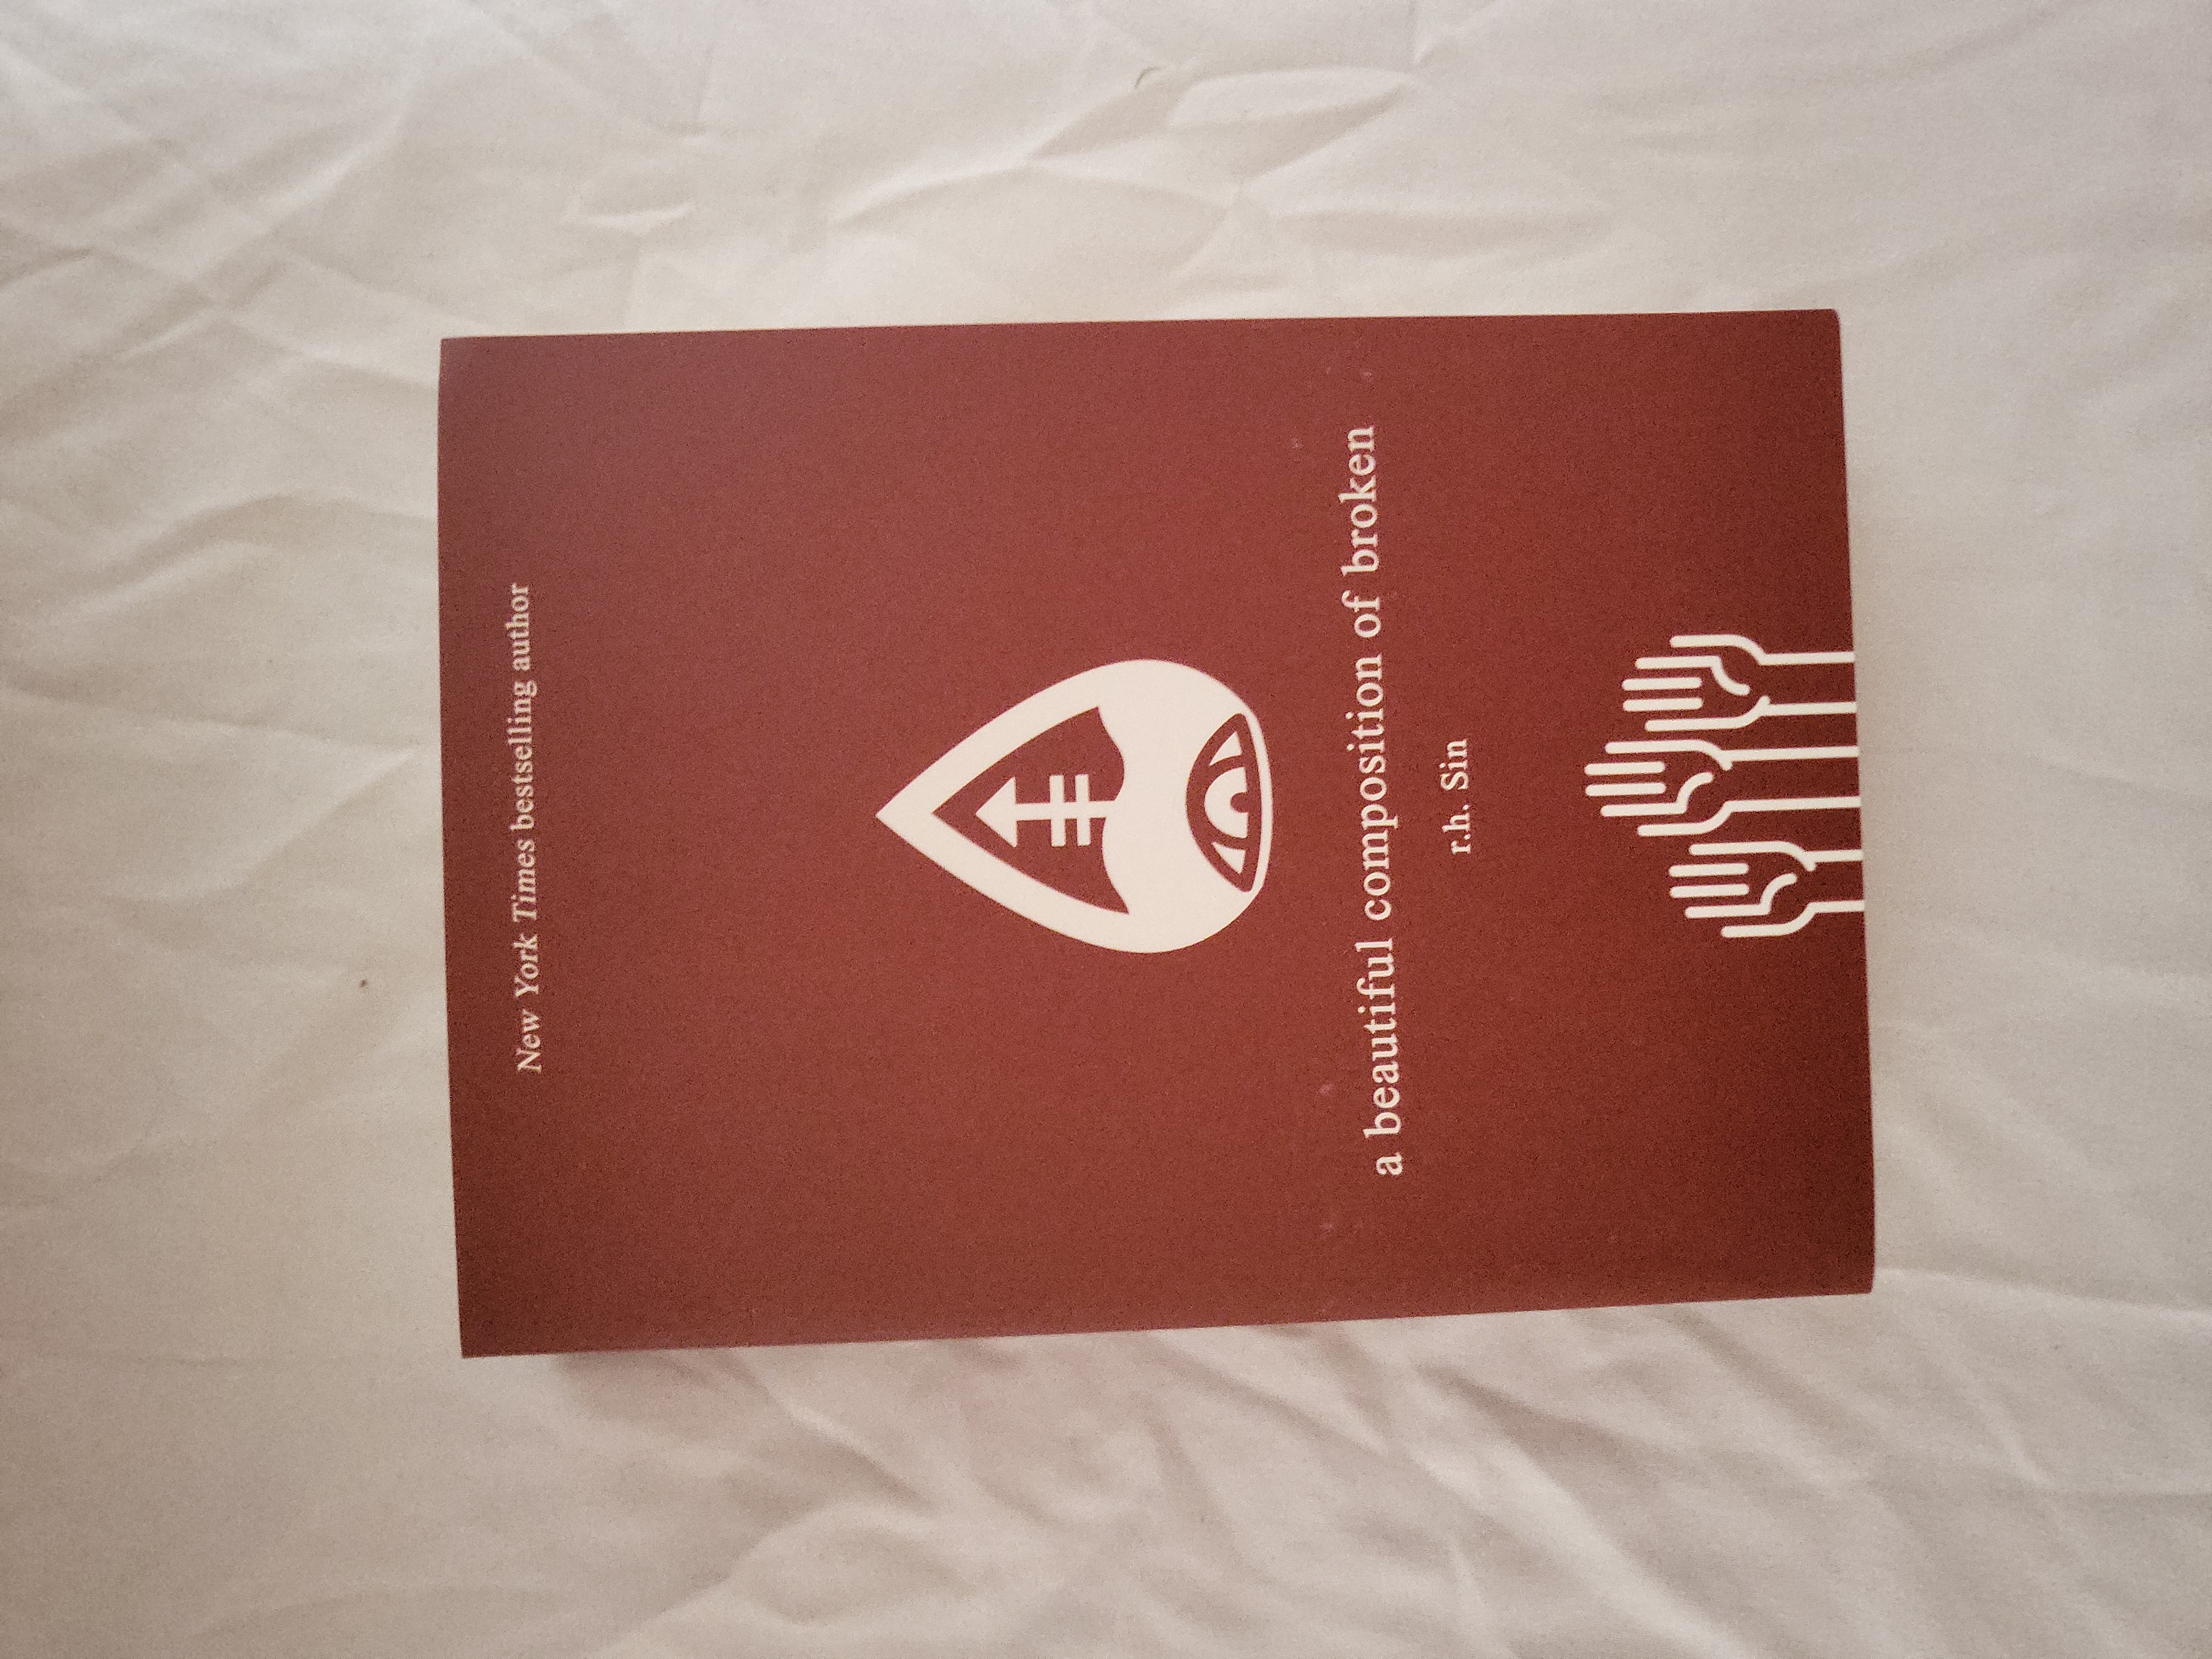 New York Times bestselling author
a beautiful composition of broken
r.h. Sin